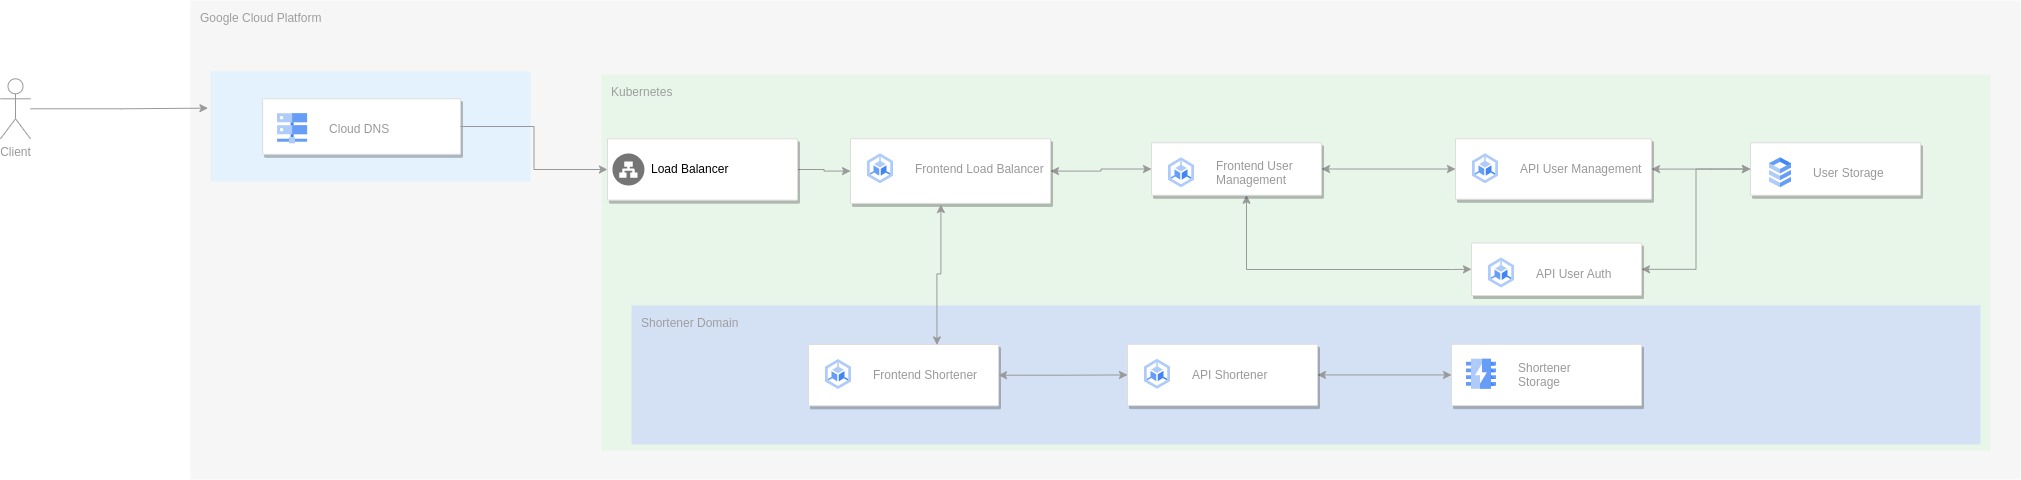 Google Cloud Platform
Client
Cloud DNS
Kubernetes
Load Balancer
Frontend Load Balancer
Frontend User
Management
API User Management
User Storage
API User Auth
Shortener Domain
Frontend Shortener
API Shortener
Shortener
Storage